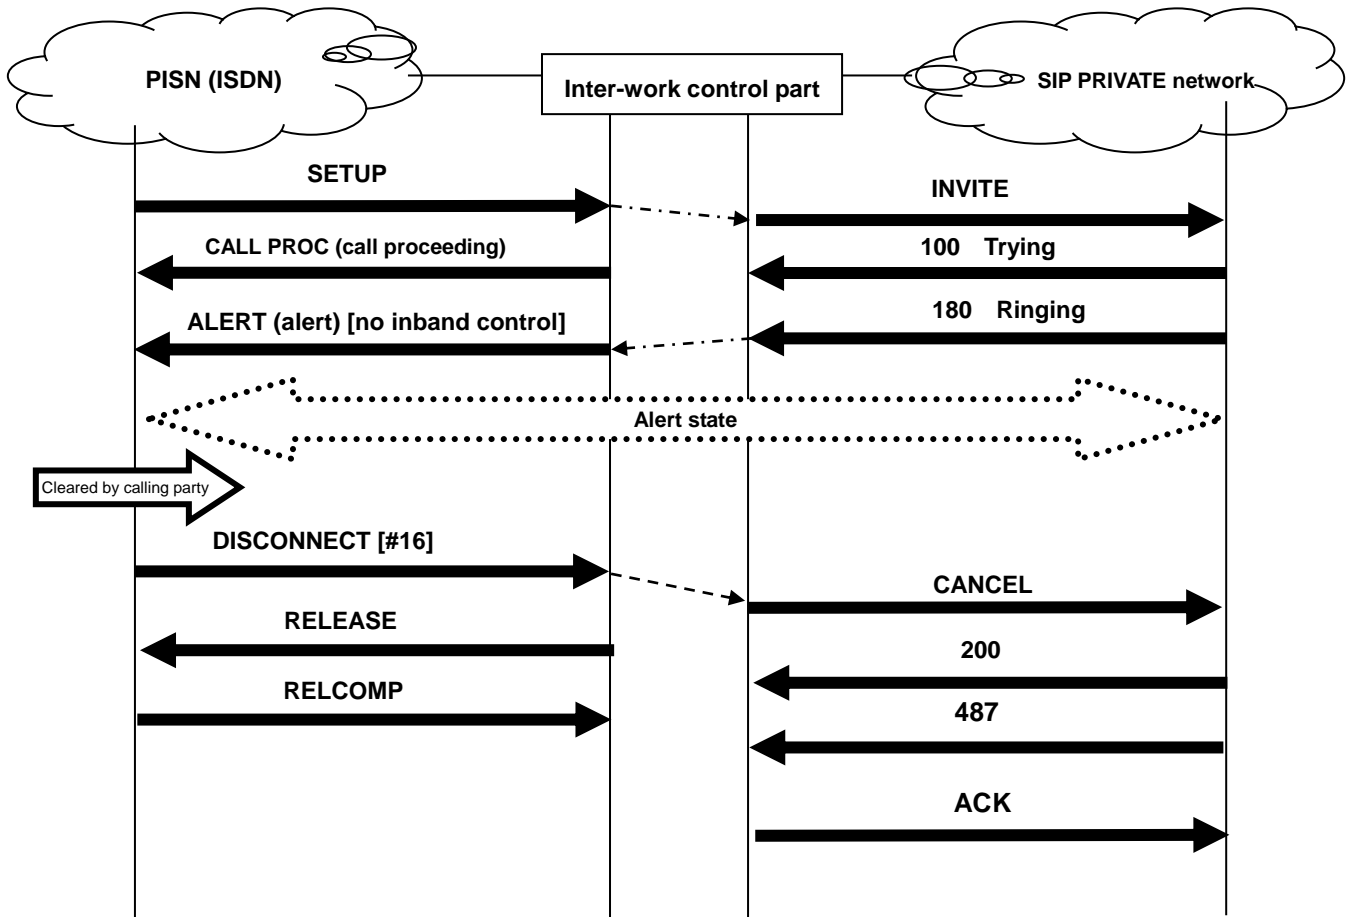 PISN (ISDN)
Inter-work control part
SIP PRIVATE network
SETUP
INVITE
CALL PROC (call proceeding)
100 Trying
ALERT (alert) [no inband control]
180 Ringing
Alert state
Cleared by calling party
DISCONNECT [#16]
CANCEL
RELEASE
200
RELCOMP
487
ACK